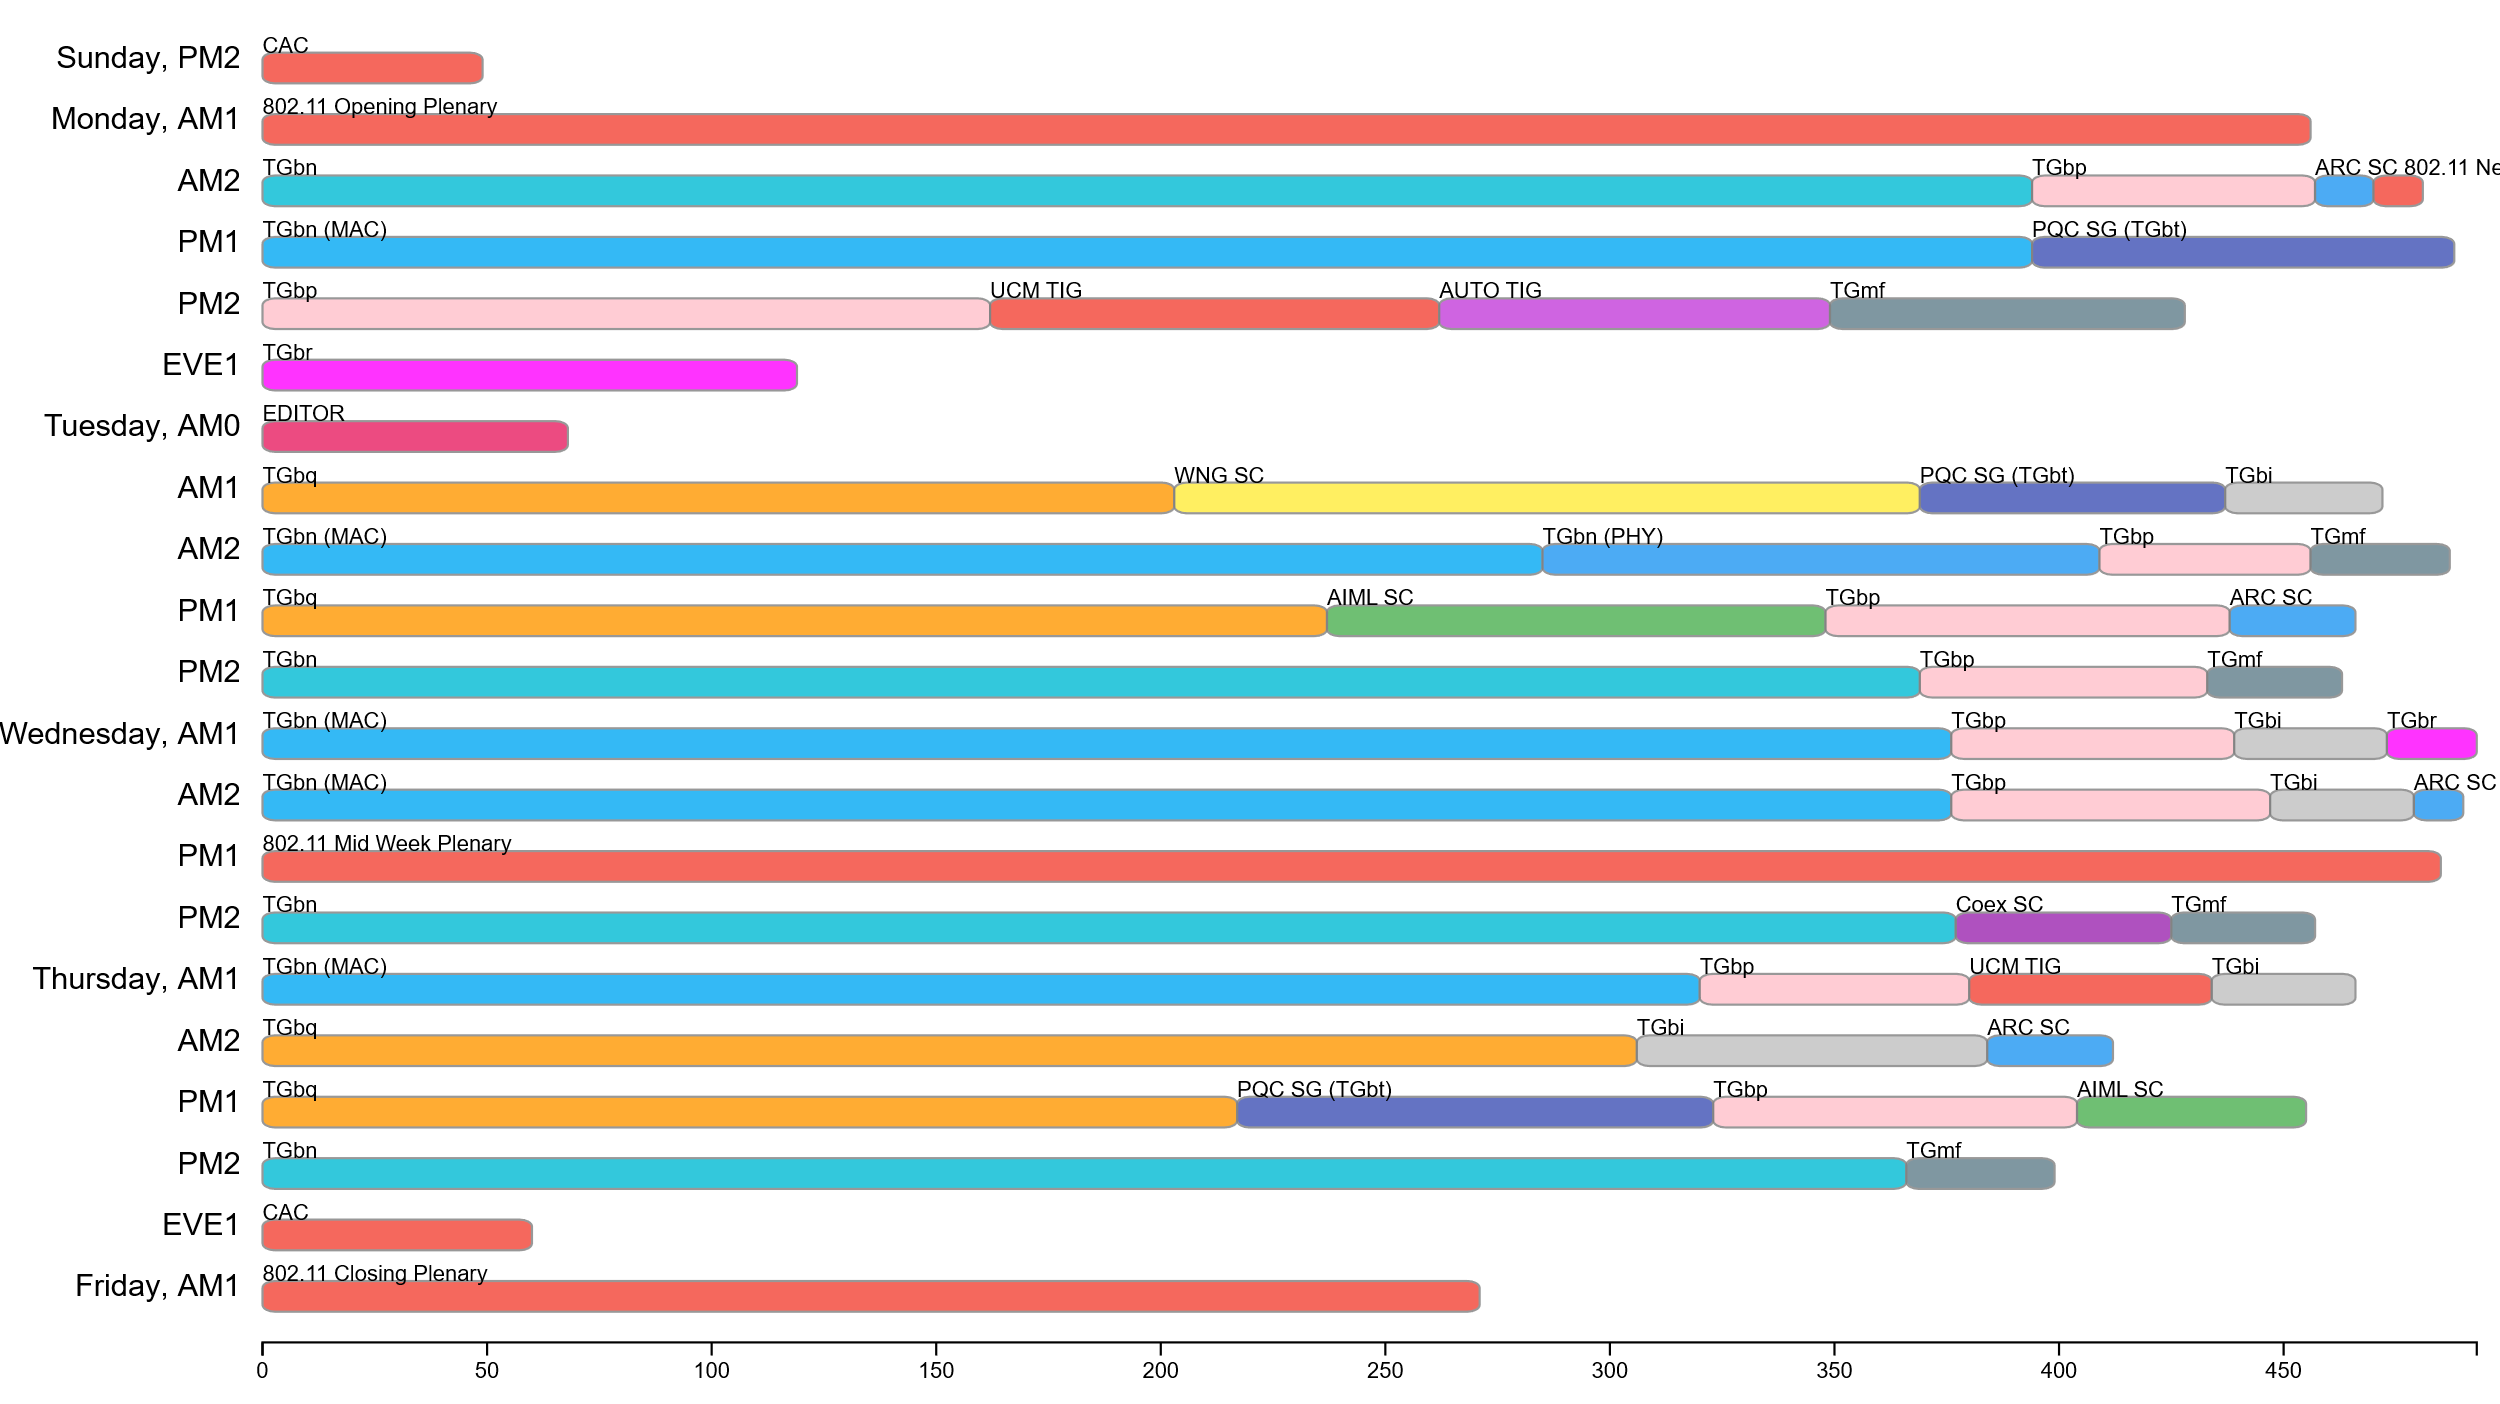 CAC
Sunday, PM2
802.11 Opening Plenary
Monday, AM1
TGbn TGbp ARC SC 802.11 Ne
AM2
TGbn (MAC) PQC SG (TGbt)
PM1
TGbp UCM TIG AUTO TIG TGmf
PM2
TGbr
EVE1
EDITOR
Tuesday, AM0
TGbq WNG SC PQC SG (TGbt) TGbi
AM1
TGbn (MAC) TGbn (PHY) TGbp TGmf
AM2
TGbq AIML SC TGbp ARC SC
PM1
TGbn TGbp TGmf
PM2
TGbn (MAC) TGbp TGbi TGbr
Wednesday, AM1
TGbn (MAC) TGbp TGbi ARC SC
AM2
802.11 Mid Week Plenary
PM1
TGbn Coex SC TGmf
PM2
TGbn (MAC) TGbp UCM TIG TGbi
Thursday, AM1
TGbq TGbi ARC SC
AM2
TGbq PQC SG (TGbt) TGbp AIML SC
PM1
TGbn TGmf
PM2
CAC
EVE1
802.11 Closing Plenary
Friday, AM1
0 50 100 150 200 250 300 350 400 450